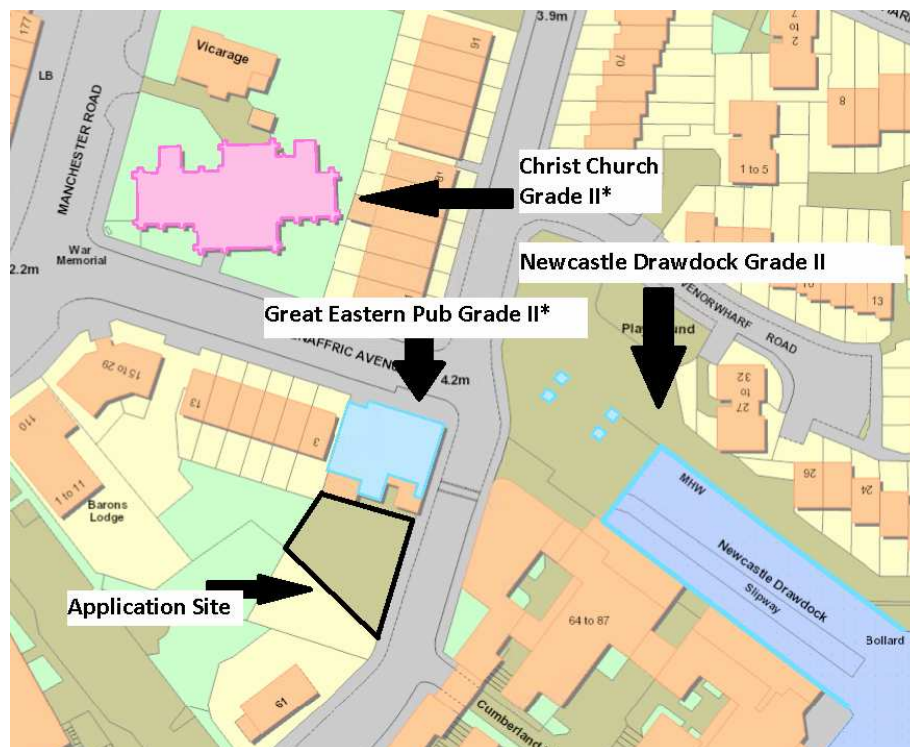 177
LB
Vicarage
3.9m
91
70
7
to
2
8
1 to 5
MANCHESTER ROAD
Christ Church
Grade II*
War
Memorial
2.2m
Newcastle Drawdock Grade II
Great Eastern Pub Grade II*
ROAD
13
4.2m
15 to 29
13
3
110
1 to 11
Barons
Lodge
32
to
27
26
24
MHW
Newcastle Drawdock
Slipway
Bollard
Application Site
64 to 87
61